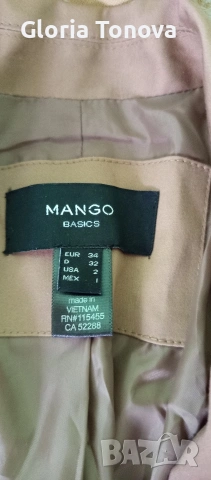 Gloria Tonova
MANGO
BASICS
EUR 34
D 32
USA 2
MEX 1
made in
VIETNAM
RN#115455
CA 52288
BAZAR